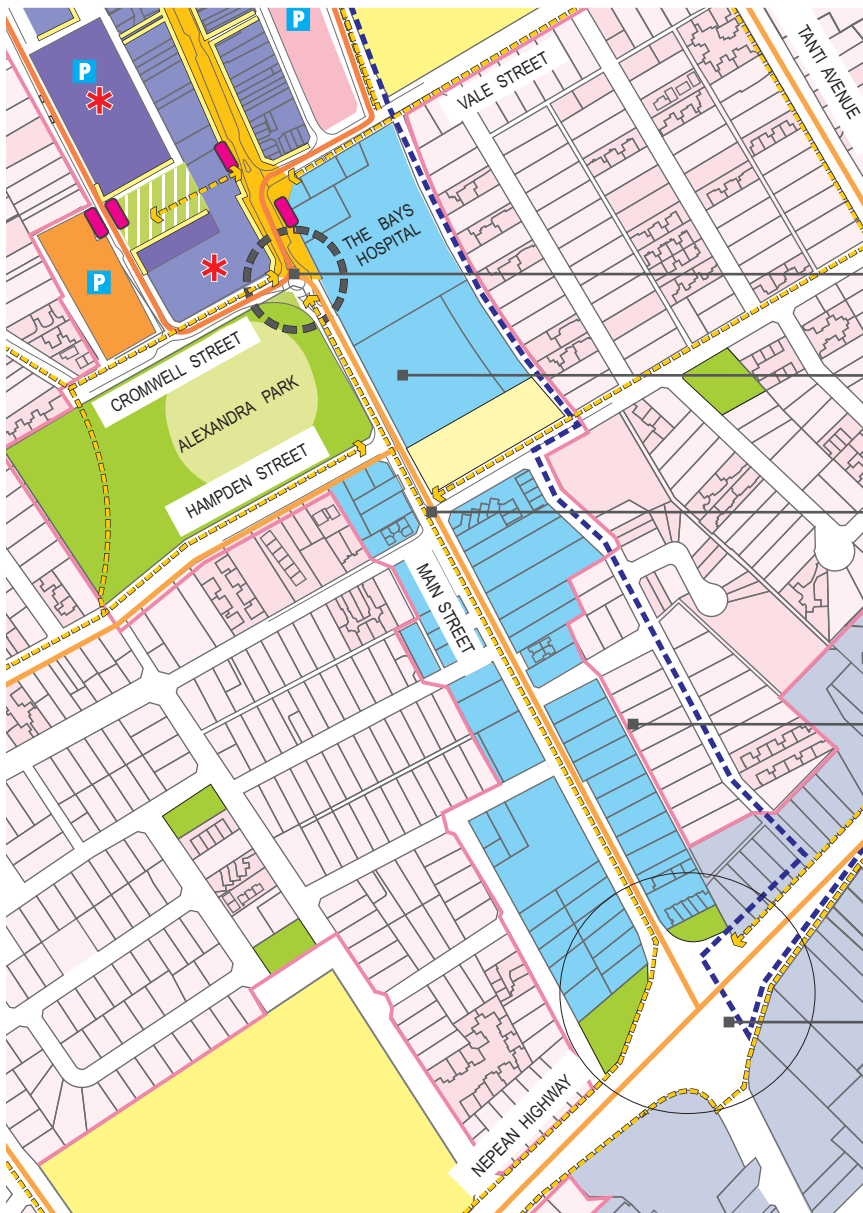 P
P
TANTI AVENUE
VALE STREET
THE BAYS
HOSPITAL
P
CROMWELL STREET
ALEXANDRA PARK
HAMPDEN STREET
MAIN STREET
NEPEAN HIGHWAY